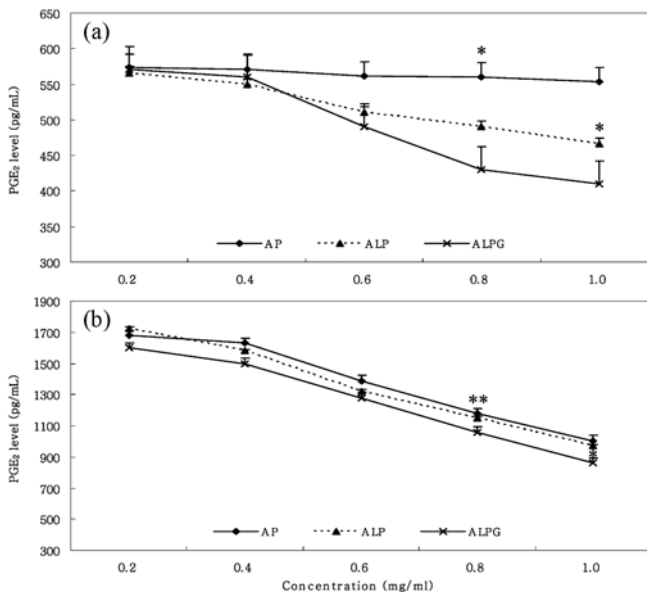 (a)
650
600
550
500
450
400
350
300
PGE₂ level (pg/mL)
*
*
AP ALP ALPG
0.2 0.4 0.6 0.8 1.0
(b)
1900
1700
1500
1300
1100
900
700
500
300
PGE₂ level (pg/mL)
**
AP ALP ALPG
0.2 0.4 0.6 0.8 1.0
Concentration (mg/ml)